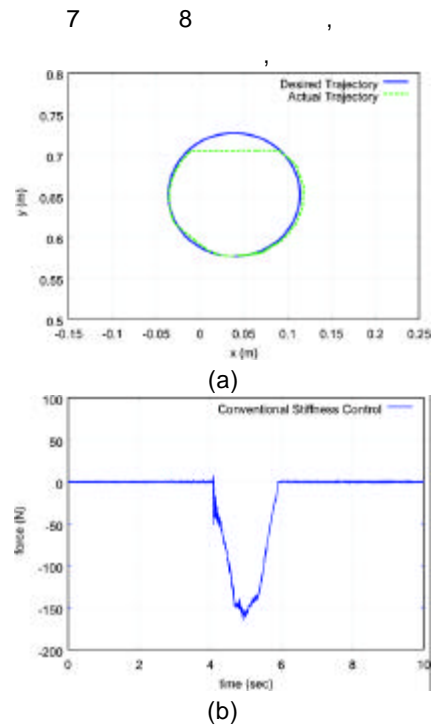 7 8 ,
,
0.8
Desired Trajectory
Actual Trajectory
0.75
0.7
0.65
0.6
0.55
0.5
y (m)
-0.15 -0.1 -0.05 0 0.05 0.1 0.15 0.2 0.25
x (m)
(a)
100
Conventional Stiffness Control
50
0
-50
-100
-150
-200
force (N)
0 2 4 6 8 10
time (sec)
(b)